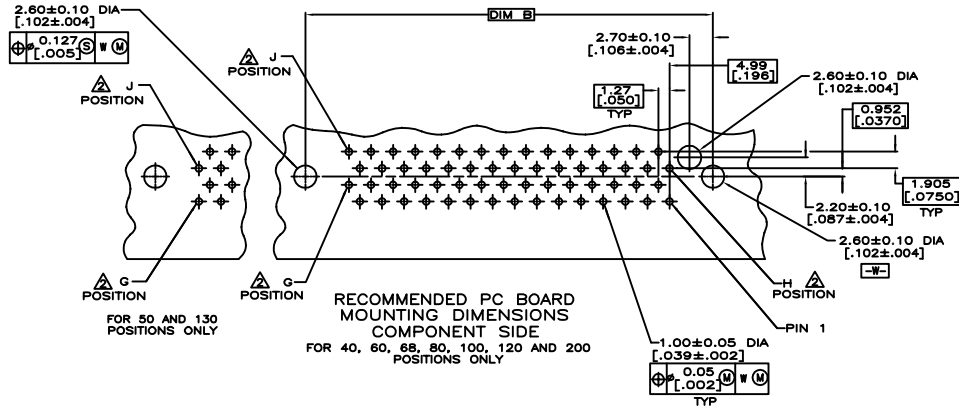 2.60±0.10 DIA
[.102±.004]
⌖ ⌀ 0.127 Ⓢ W Ⓜ
[.005]
DIM B
2.70±0.10
[.106±.004]
4.99
[.196]
2.60±0.10 DIA
[.102±.004]
1.27
[.050]
TYP
0.952
[.0370]
2 J
POSITION
2 J
POSITION
1.905
[.0750]
TYP
2.20±0.10
[.087±.004]
2.60±0.10 DIA
[.102±.004]
-W-
2 G
POSITION
2 G
POSITION
H 2
POSITION
FOR 50 AND 130
POSITIONS ONLY
RECOMMENDED PC BOARD
MOUNTING DIMENSIONS
COMPONENT SIDE
FOR 40, 60, 68, 80, 100, 120 AND 200
POSITIONS ONLY
PIN 1
1.00±0.05 DIA
[.039±.002]
⌖ ⌀ 0.05 Ⓜ W Ⓜ
[.002]
TYP